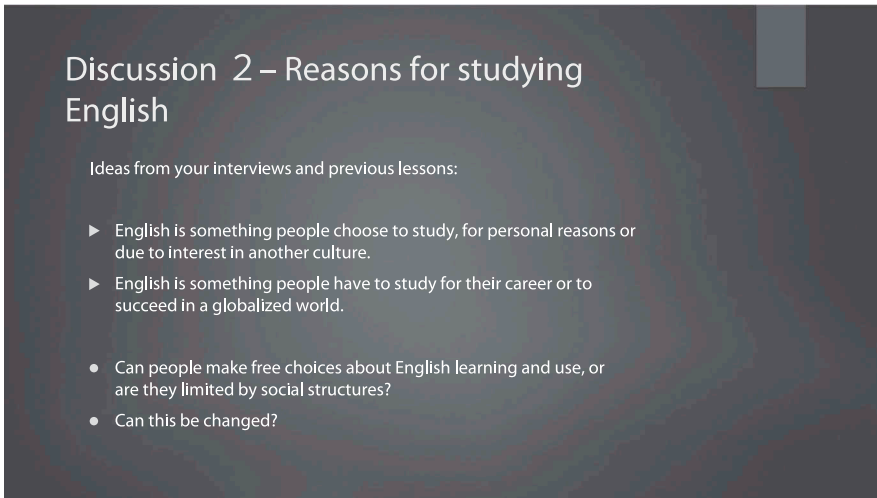 Discussion 2 – Reasons for studying
English
Ideas from your interviews and previous lessons:
▶ English is something people choose to study, for personal reasons or
due to interest in another culture.
▶ English is something people have to study for their career or to
succeed in a globalized world.
● Can people make free choices about English learning and use, or
are they limited by social structures?
● Can this be changed?